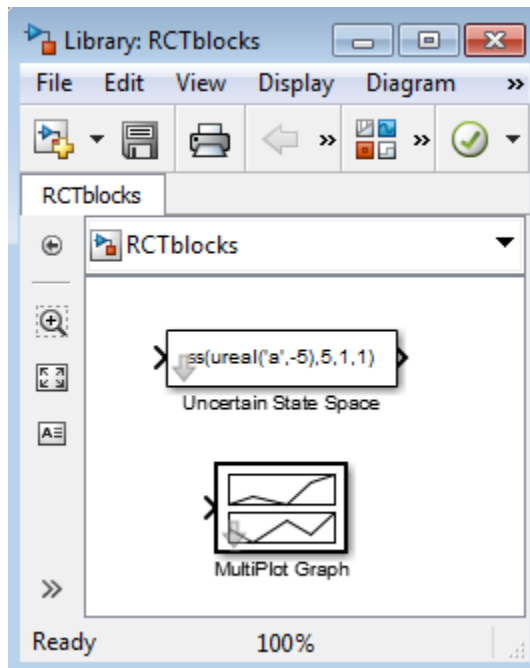 Library: RCTblocks
File Edit View Display Diagram »
» »
RCTblocks
RCTblocks
ss(ureal('a',-5),5,1,1)
Uncertain State Space
MultiPlot Graph
»
Ready 100%